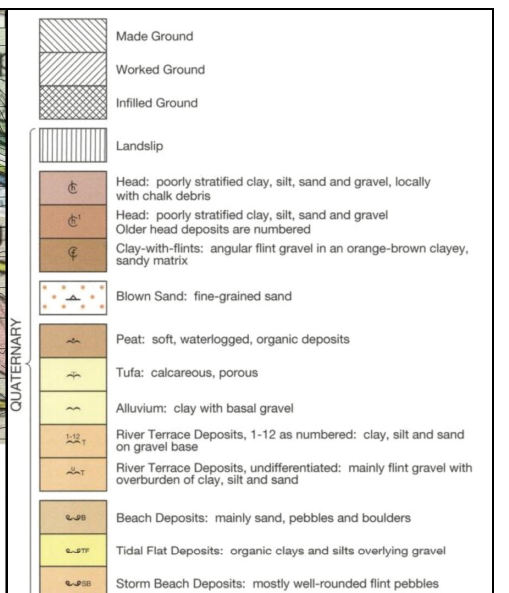 Made Ground
Worked Ground
Infilled Ground
Landslip
Head: poorly stratified clay, silt, sand and gravel, locally
with chalk debris
Head: poorly stratified clay, silt, sand and gravel
Older head deposits are numbered
Clay-with-flints: angular flint gravel in an orange-brown clayey,
sandy matrix
Blown Sand: fine-grained sand
QUATERNARY
Peat: soft, waterlogged, organic deposits
Tufa: calcareous, porous
Alluvium: clay with basal gravel
1-12 T
River Terrace Deposits, 1-12 as numbered: clay, silt and sand
on gravel base
U T
River Terrace Deposits, undifferentiated: mainly flint gravel with
overburden of clay, silt and sand
B
Beach Deposits: mainly sand, pebbles and boulders
TF
Tidal Flat Deposits: organic clays and silts overlying gravel
SB
Storm Beach Deposits: mostly well-rounded flint pebbles